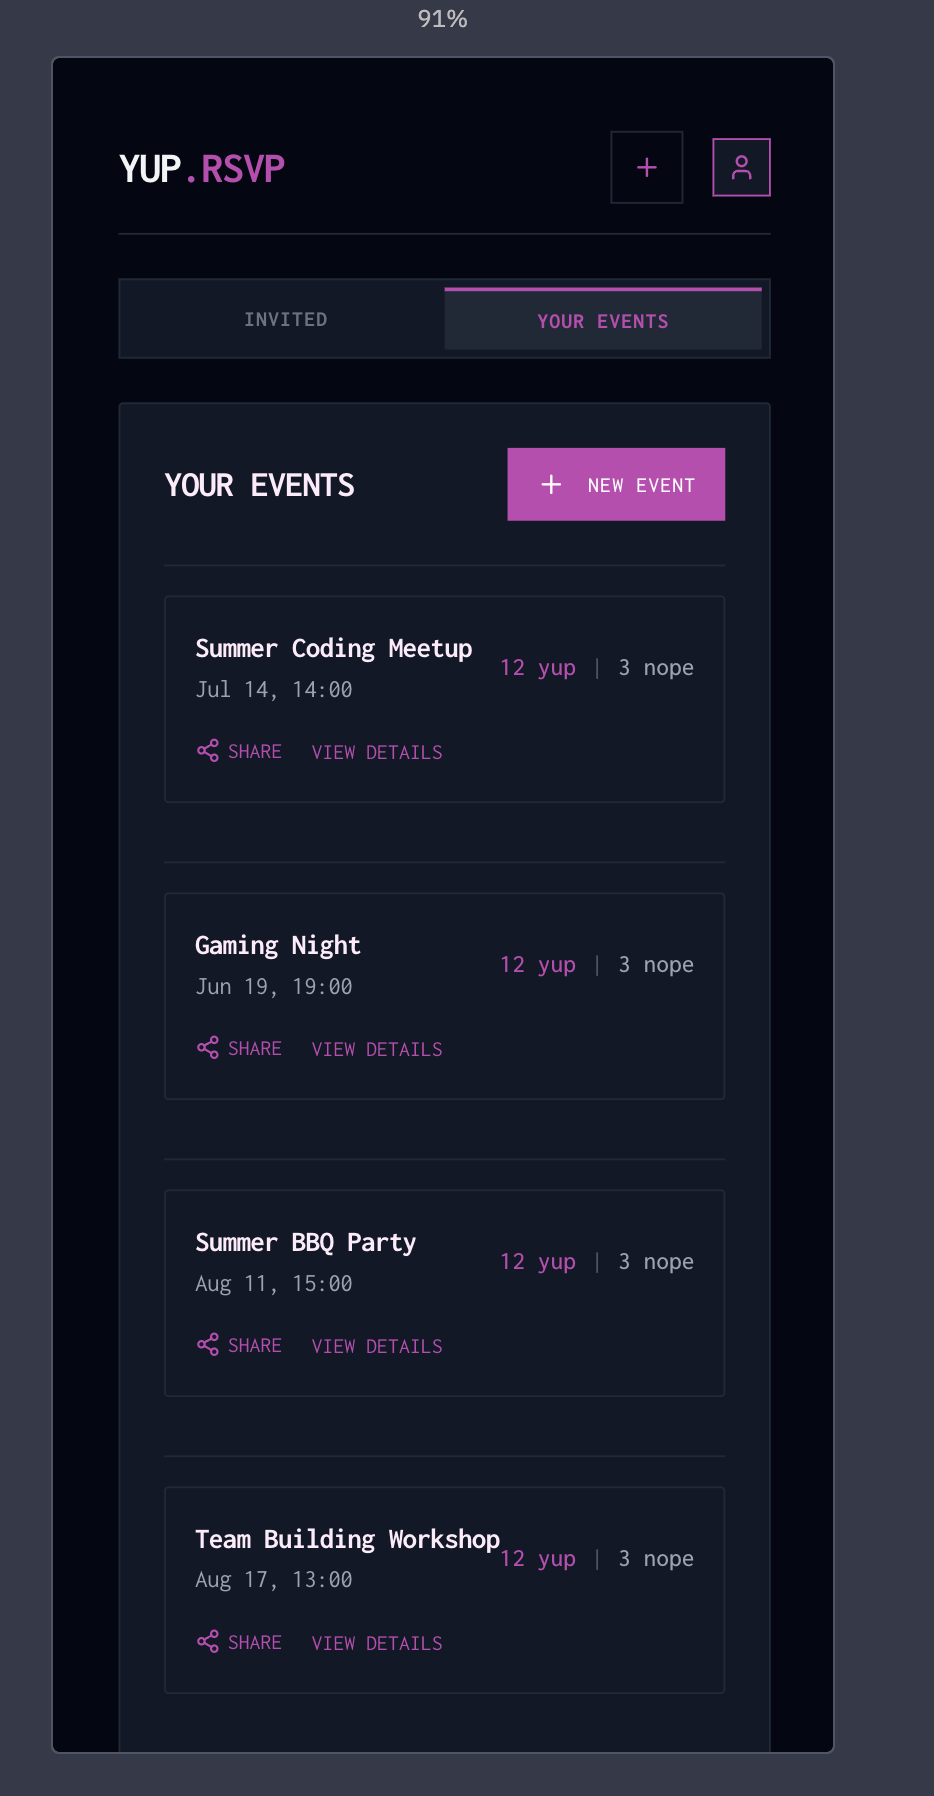 91%
YUP.RSVP
INVITED
YOUR EVENTS
YOUR EVENTS
NEW EVENT
Summer Coding Meetup
12 yup | 3 nope
Jul 14, 14:00
SHARE VIEW DETAILS
Gaming Night
12 yup | 3 nope
Jun 19, 19:00
SHARE VIEW DETAILS
Summer BBQ Party
12 yup | 3 nope
Aug 11, 15:00
SHARE VIEW DETAILS
Team Building Workshop
12 yup | 3 nope
Aug 17, 13:00
SHARE VIEW DETAILS